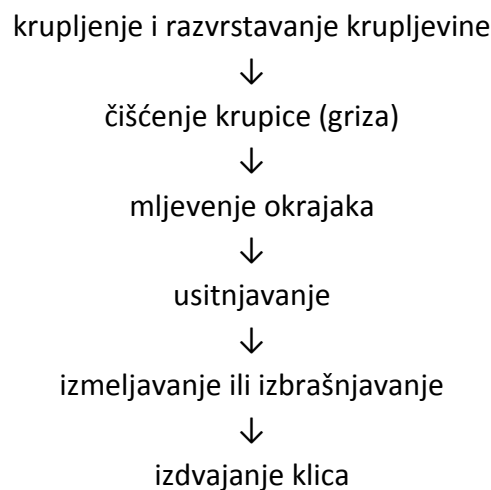 krupljenje i razvrstavanje krupljevine
↓
čišćenje krupice (griza)
↓
mljevenje okrajaka
↓
usitnjavanje
↓
izmeljavanje ili izbrašnjavanje
↓
izdvajanje klica